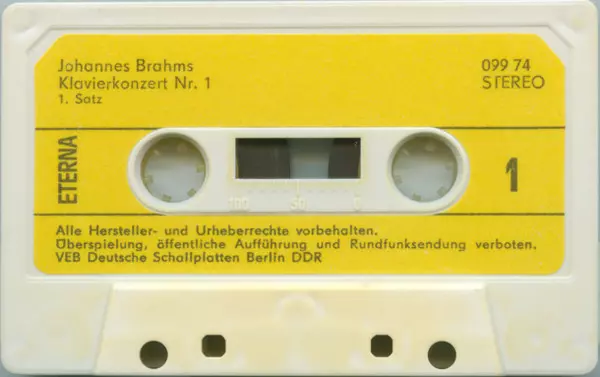 Johannes Brahms
Klavierkonzert Nr. 1
1. Satz
099 74
STEREO
ETERNA
1
100 50 0
Alle Hersteller- und Urheberrechte vorbehalten.
Überspielung, öffentliche Aufführung und Rundfunksendung verboten.
VEB Deutsche Schallplatten Berlin DDR